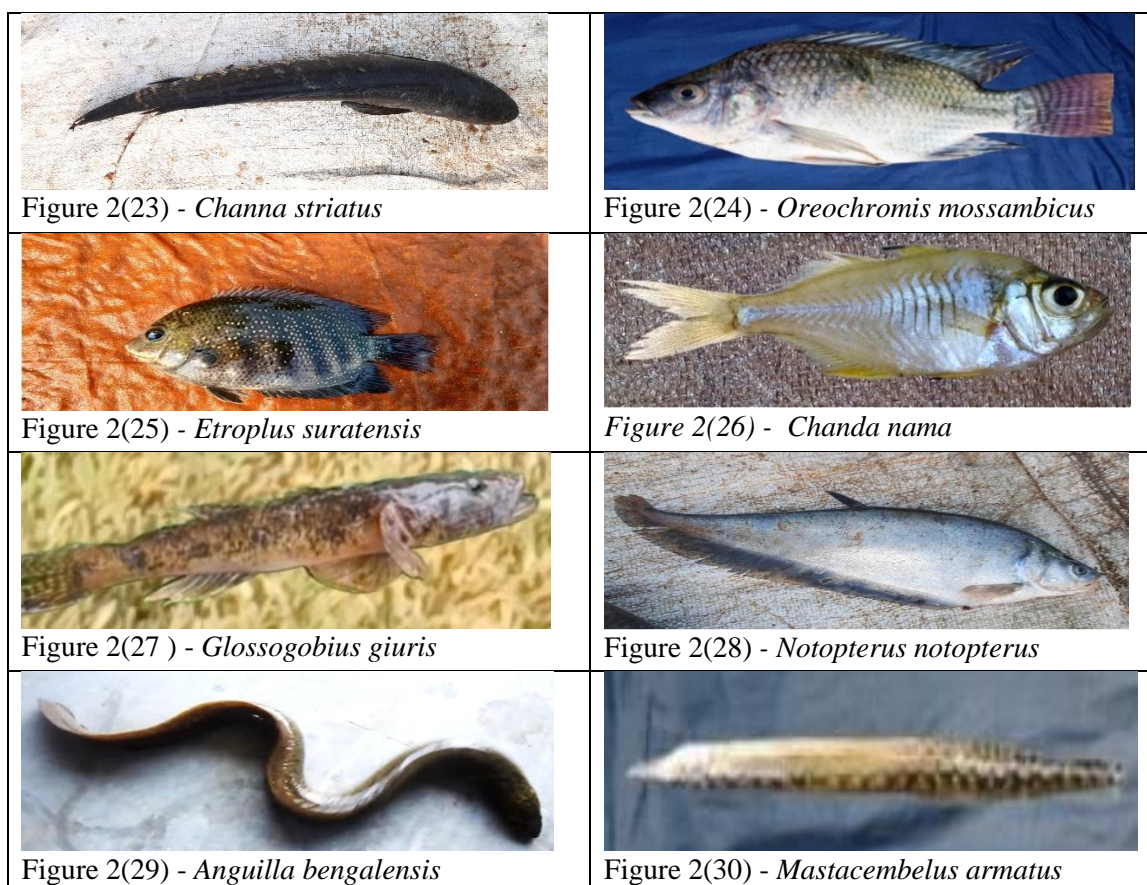 Figure 2(23) - Channa striatus
Figure 2(24) - Oreochromis mossambicus
Figure 2(25) - Etroplus suratensis
Figure 2(26) - Chanda nama
Figure 2(27 ) - Glossogobius giuris
Figure 2(28) - Notopterus notopterus
Figure 2(29) - Anguilla bengalensis
Figure 2(30) - Mastacembelus armatus